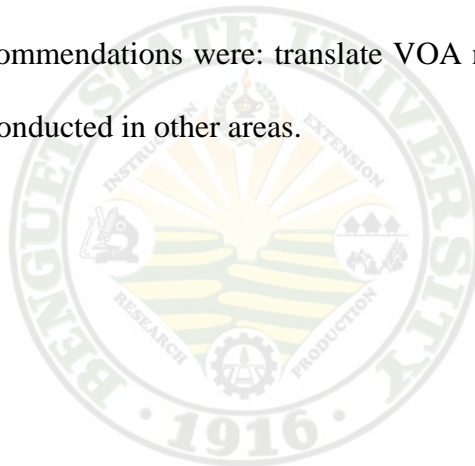 ommendations were: translate VOA
onducted in other areas.
BENGUET STATE UNIVERSITY
INSTRUCTION
EXTENSION
RESEARCH
PRODUCTION
· 1916 ·